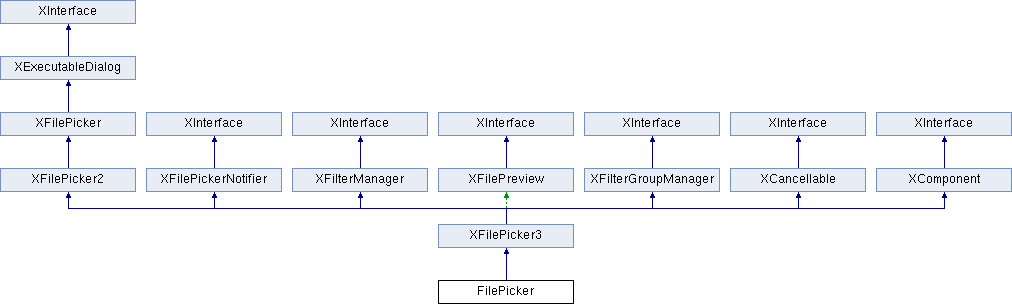 XInterface
XExecutableDialog
XFilePicker
XInterface
XInterface
XInterface
XInterface
XInterface
XInterface
XFilePicker2
XFilePickerNotifier
XFilterManager
XFilePreview
XFilterGroupManager
XCancellable
XComponent
XFilePicker3
FilePicker